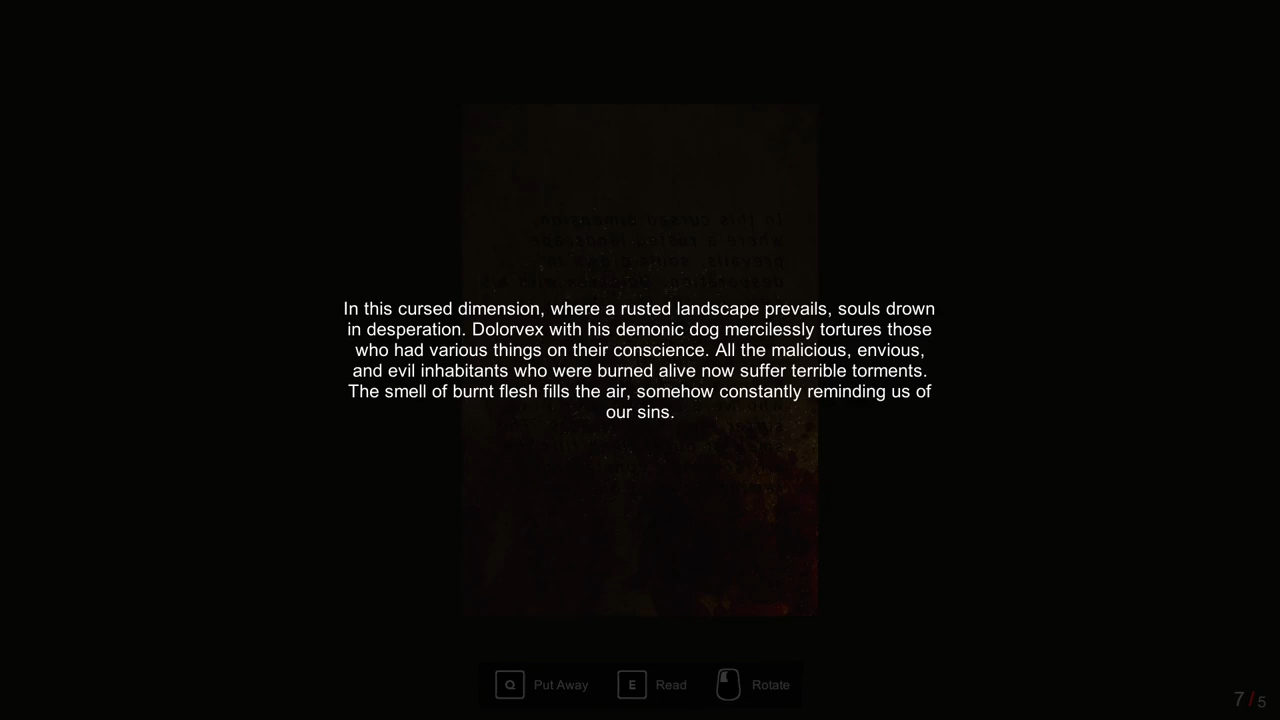 In this cursed dimension, where a rusted landscape prevails, souls drown
in desperation. Dolorvex with his demonic dog mercilessly tortures those
who had various things on their conscience. All the malicious, envious,
and evil inhabitants who were burned alive now suffer terrible torments.
The smell of burnt flesh fills the air, somehow constantly reminding us of
our sins.
Q Put Away E Read Rotate
7/5